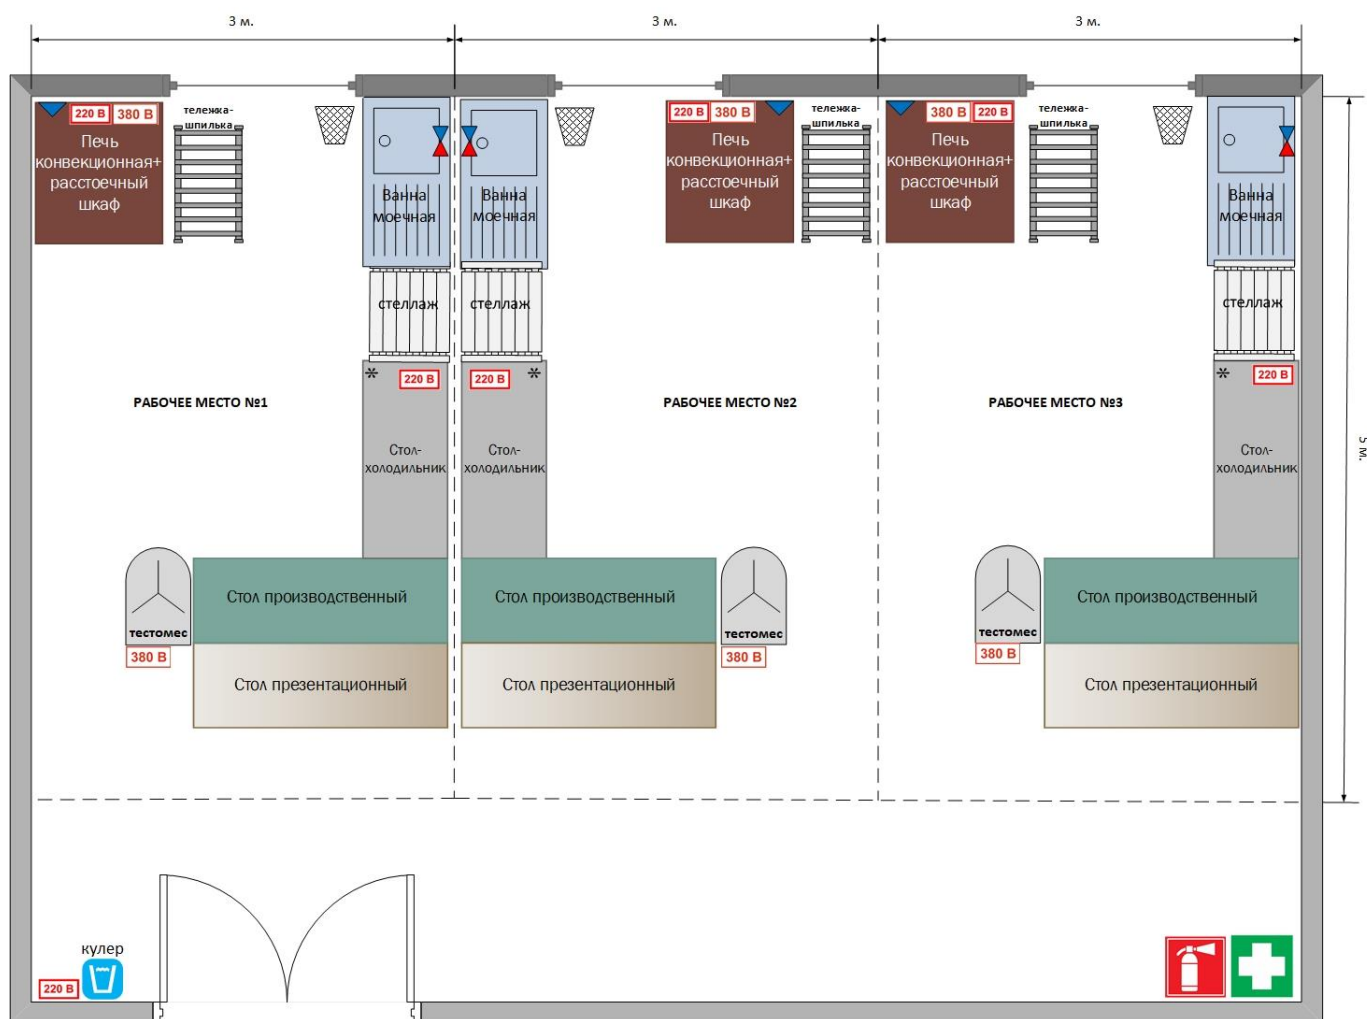 3 м.
3 м.
3 м.
220 В
380 В
Печь
конвекционная+
расстоечный
шкаф
тележка-
шпилька
Ванна
моечная
Ванна
моечная
220 В
380 В
Печь
конвекционная+
расстоечный
шкаф
тележка-
шпилька
380 В
220 В
Печь
конвекционная+
расстоечный
шкаф
тележка-
шпилька
Ванна
моечная
стеллаж
стеллаж
стеллаж
220 В
220 В
220 В
РАБОЧЕЕ МЕСТО №1
РАБОЧЕЕ МЕСТО №2
РАБОЧЕЕ МЕСТО №3
5 м.
Стол-
холодильник
Стол-
холодильник
Стол-
холодильник
тестомес
380 В
Стол производственный
Стол презентационный
Стол производственный
Стол презентационный
тестомес
380 В
тестомес
380 В
Стол производственный
Стол презентационный
кулер
220 В